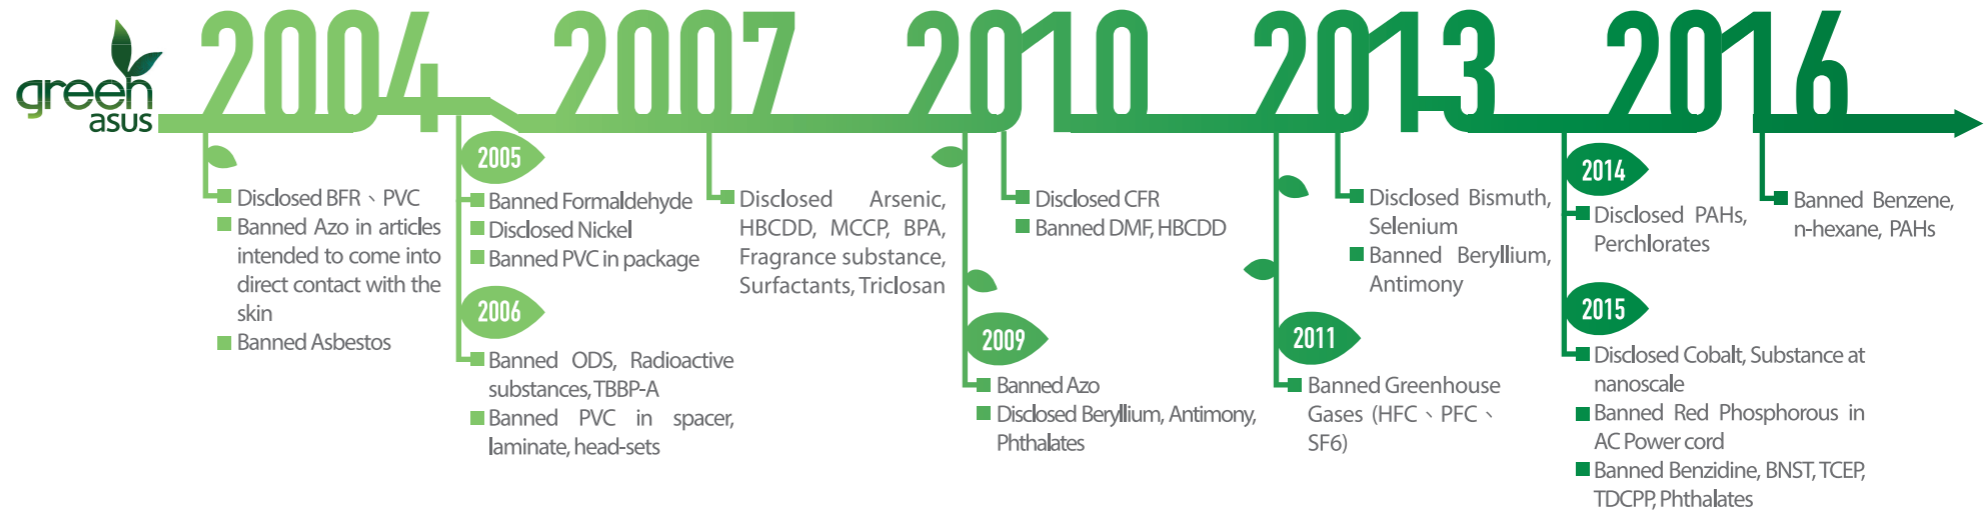 green
asus
2004
2007
2010
2013
2016
Disclosed BFR、PVC
Banned Azo in articles
intended to come into
direct contact with the
skin
Banned Asbestos
2005
Banned Formaldehyde
Disclosed Nickel
Banned PVC in package
2006
Banned ODS, Radioactive
substances, TBBP-A
Banned PVC in spacer,
laminate, head-sets
Disclosed Arsenic,
HBCDD, MCCP, BPA,
Fragrance substance,
Surfactants, Triclosan
2009
Banned Azo
Disclosed Beryllium, Antimony,
Phthalates
Disclosed CFR
Banned DMF, HBCDD
2011
Banned Greenhouse
Gases (HFC、PFC、
SF6)
Disclosed Bismuth,
Selenium
Banned Beryllium,
Antimony
2014
Disclosed PAHs,
Perchlorates
2015
Disclosed Cobalt, Substance at
nanoscale
Banned Red Phosphorous in
AC Power cord
Banned Benzidine, BNST, TCEP,
TDCPP, Phthalates
Banned Benzene,
n-hexane, PAHs